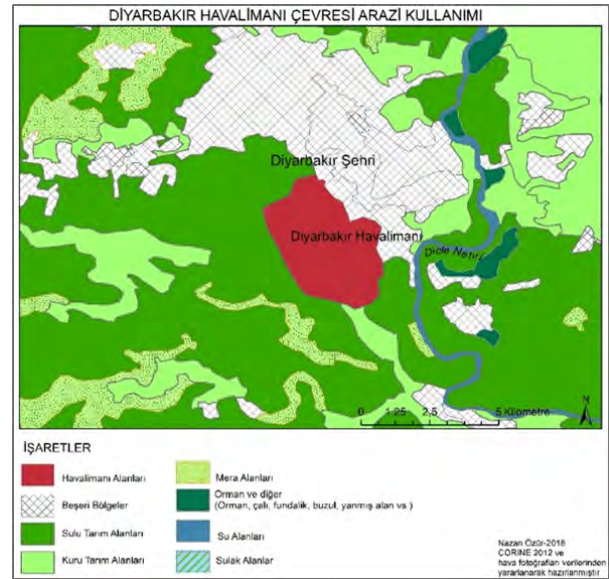 DİYARBAKIR HAVALİMANI ÇEVRESİ ARAZİ KULLANIMI
Diyarbakır Şehri
Diyarbakır Havalimanı
Dicle Nehri
0 1.25 2.5 5 Kilometre
N
İŞARETLER
Havalimanı Alanları
Beşeri Bölgeler
Sulu Tarım Alanları
Kuru Tarım Alanları
Mera Alanları
Orman ve diğer
(Orman, çalı, fundalik, buzul, yanmış alan vs.)
Su Alanları
Sulak Alanlar
Nazan Özür-2018
CORINE 2012 ve
hava fotoğrafları verilerinden
yararlanarak hazırlanmıştır